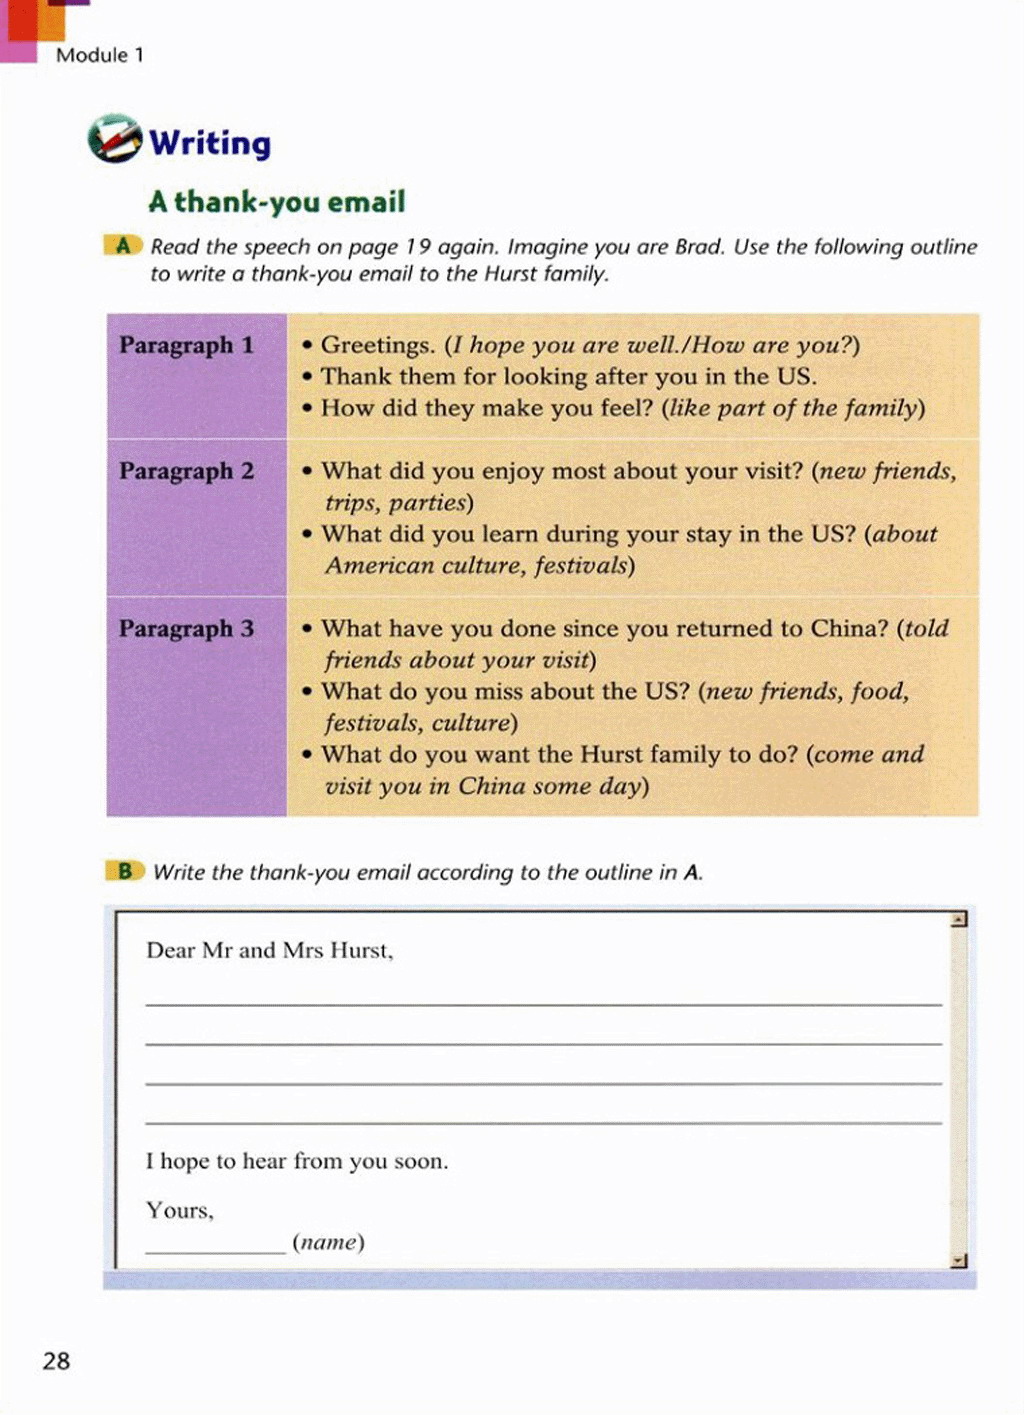 Module 1
Writing
A thank-you email
A Read the speech on page 19 again. Imagine you are Brad. Use the following outline
to write a thank-you email to the Hurst family.
Paragraph 1
• Greetings. (I hope you are well./How are you?)
• Thank them for looking after you in the US.
• How did they make you feel? (like part of the family)
Paragraph 2
• What did you enjoy most about your visit? (new friends,
trips, parties)
• What did you learn during your stay in the US? (about
American culture, festivals)
Paragraph 3
• What have you done since you returned to China? (told
friends about your visit)
• What do you miss about the US? (new friends, food,
festivals, culture)
• What do you want the Hurst family to do? (come and
visit you in China some day)
B Write the thank-you email according to the outline in A.
Dear Mr and Mrs Hurst,
I hope to hear from you soon.
Yours,
(name)
28